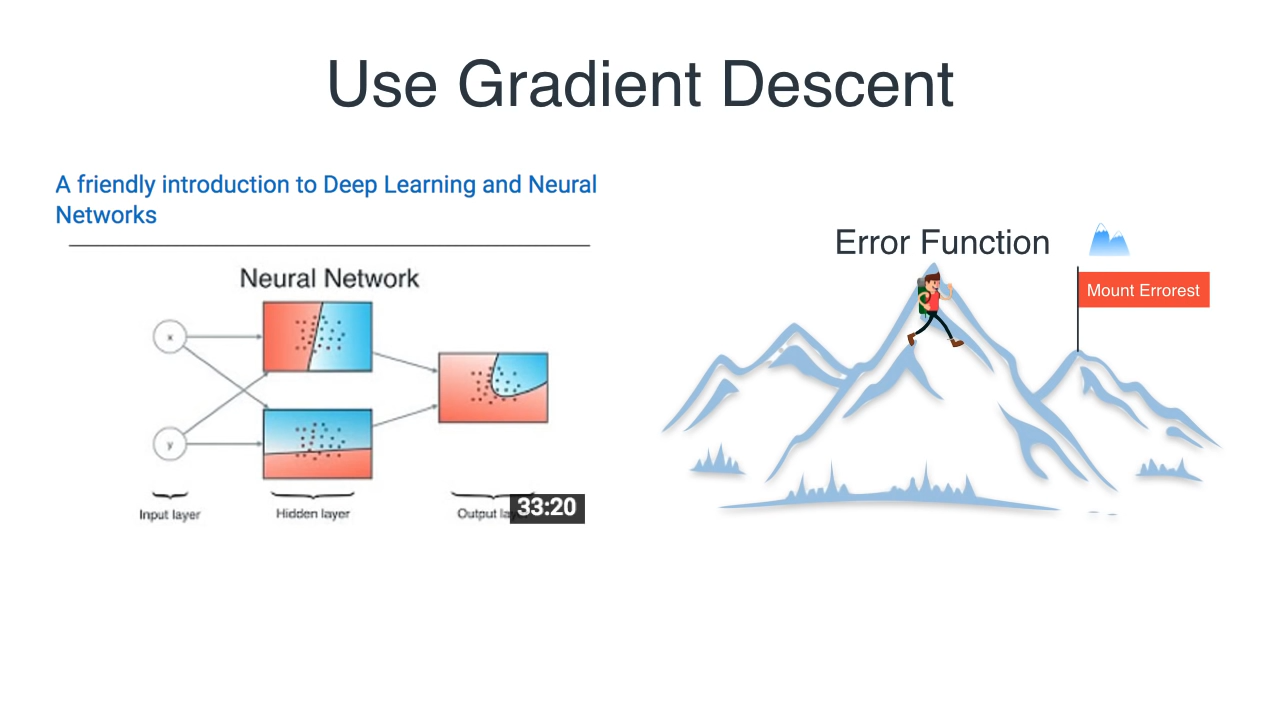 Use Gradient Descent
A friendly introduction to Deep Learning and Neural
Networks
Neural Network
x
y
Input layer
Hidden layer
Output
33:20
Error Function
Mount Errorest